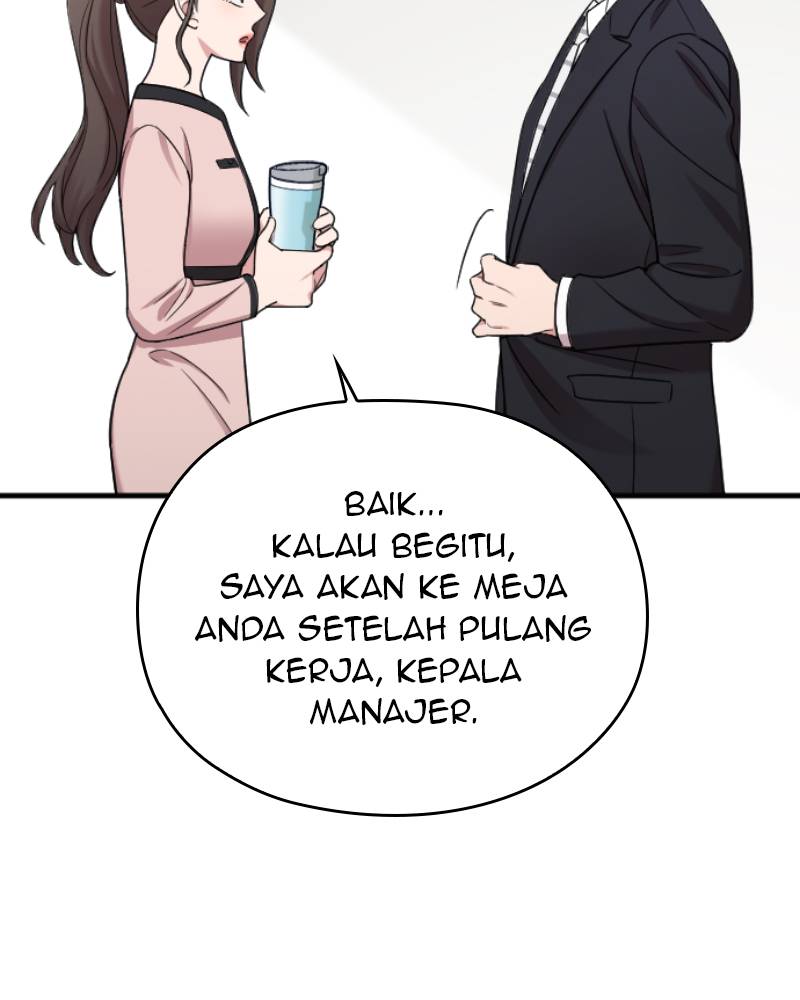 BAIK...
KALAU BEGITU,
SAYA AKAN KE MEJA
ANDA SETELAH PULANG
KERJA, KEPALA
MANAJER.